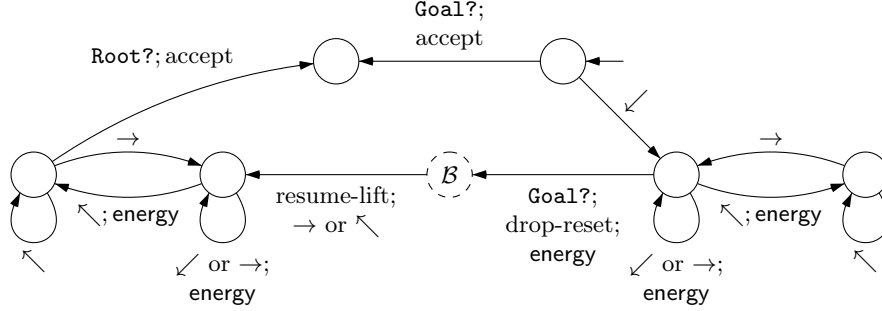 Goal?;
accept
Root?; accept
↙
→
→
B
resume-lift;
→ or ↖
Goal?;
drop-reset;
energy
↖; energy
↖; energy
↖
↙ or →;
energy
↙ or →;
energy
↖